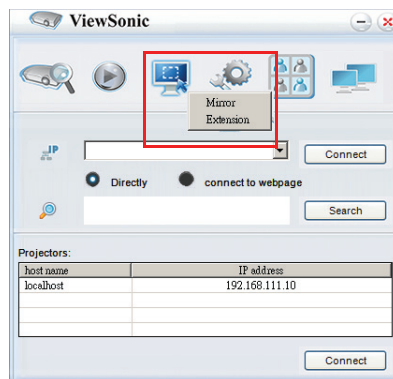 ViewSonic
Mirror
Extension
IP
Connect
Directly connect to webpage
Search
Projectors:
host name IP address
localhost 192.168.111.10
Connect